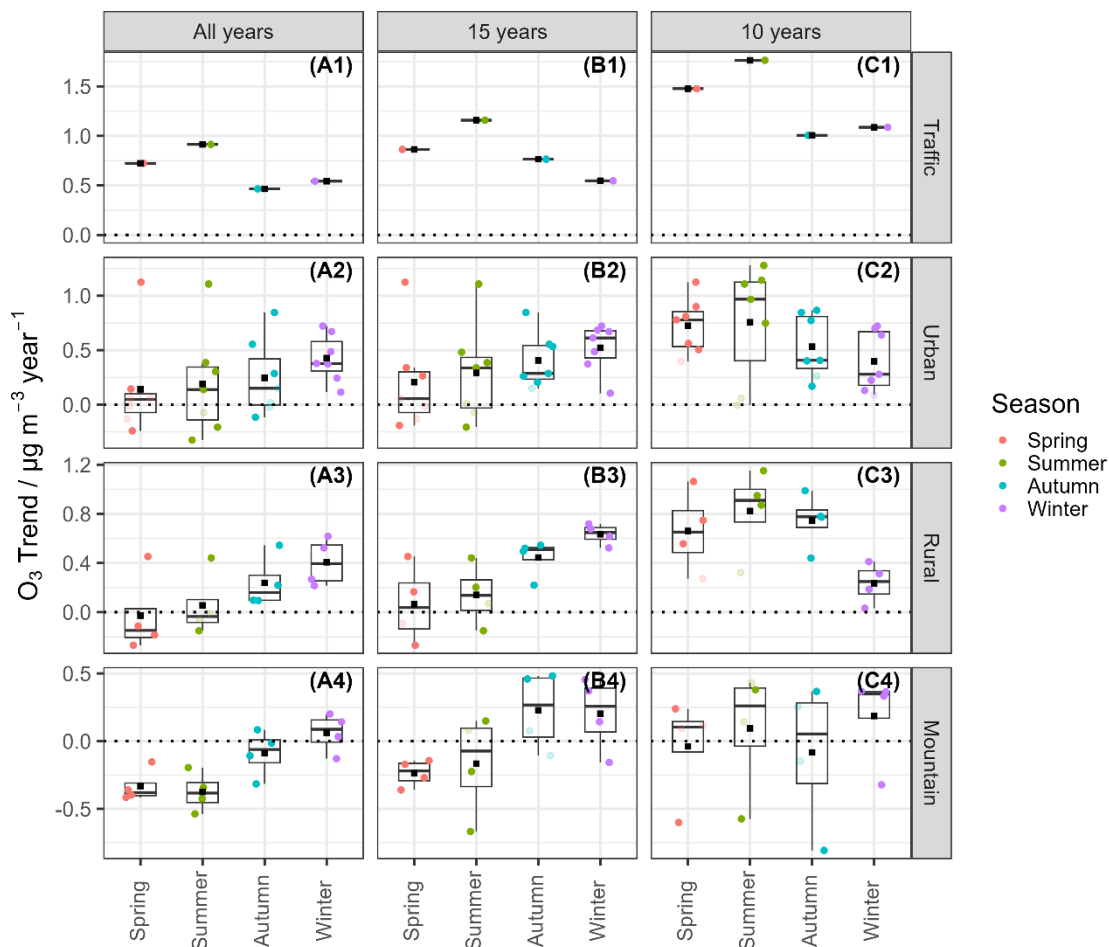 All years 15 years 10 years
(A1) (B1) (C1)
1.5
1.0
0.5
0.0
Traffic
(A2) (B2) (C2)
1.0
0.5
0.0
Urban
(A3) (B3) (C3)
1.2
0.8
0.4
0.0
Rural
(A4) (B4) (C4)
0.5
0.0
-0.5
Mountain
O₃ Trend / µg m⁻³ year⁻¹
Spring Summer Autumn Winter Spring Summer Autumn Winter Spring Summer Autumn Winter
Season
Spring
Summer
Autumn
Winter